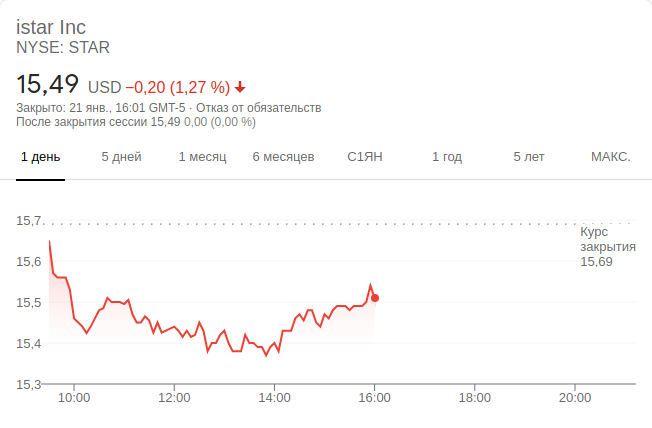 istar Inc
NYSE: STAR
15,49 USD −0,20 (1,27 %)
Закрыто: 21 янв., 16:01 GMT-5 · Отказ от обязательств
После закрытия сессии 15,49 0,00 (0,00 %)
1 день 5 дней 1 месяц 6 месяцев С1ЯН 1 год 5 лет МАКС.
15,7
Курс
закрытия
15,69
15,6
15,5
15,4
15,3
10:00 12:00 14:00 16:00 18:00 20:00